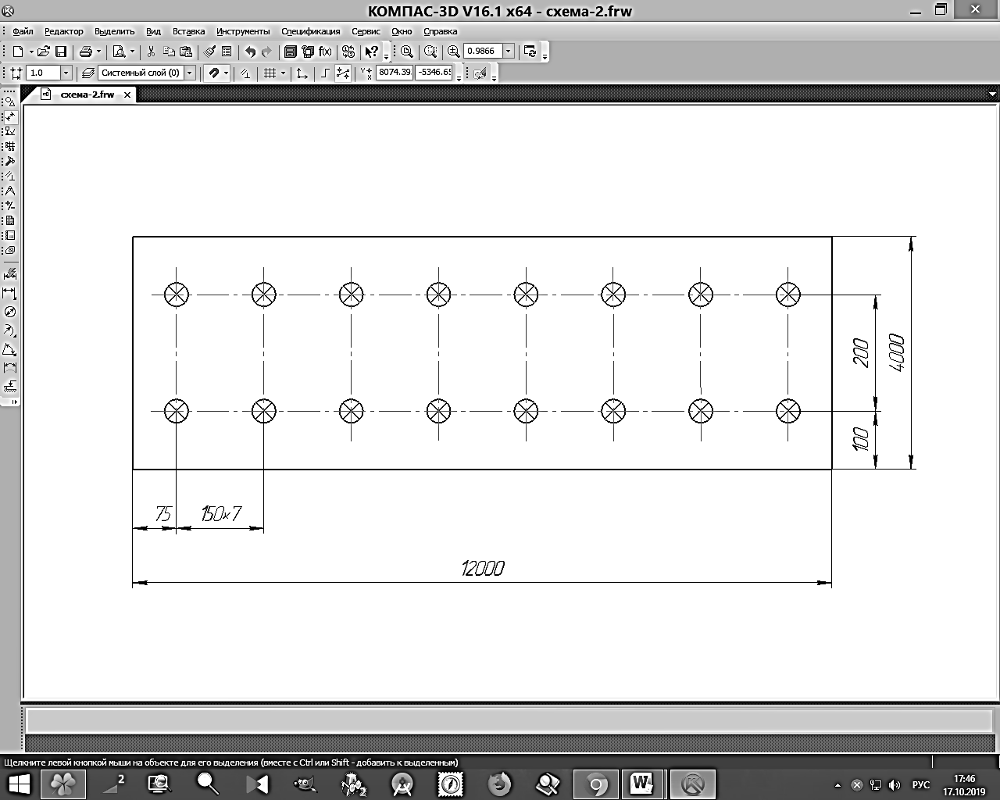 КОМПАС-3D V16.1 x64 - схема-2.frw
Файл Редактор Выделить Вид Вставка Инструменты Спецификация Сервис Окно Справка
f(x) 0.9866
1.0 Системный слой (0) 8074.39 -5346.6
схема-2.frw
200
4000
100
75 150x7
12000
Щелкните левой кнопкой мыши на объекте для его выделения (вместе с Ctrl или Shift - добавить к выделенным)
2 2 W РУС 17:46
17.10.2019